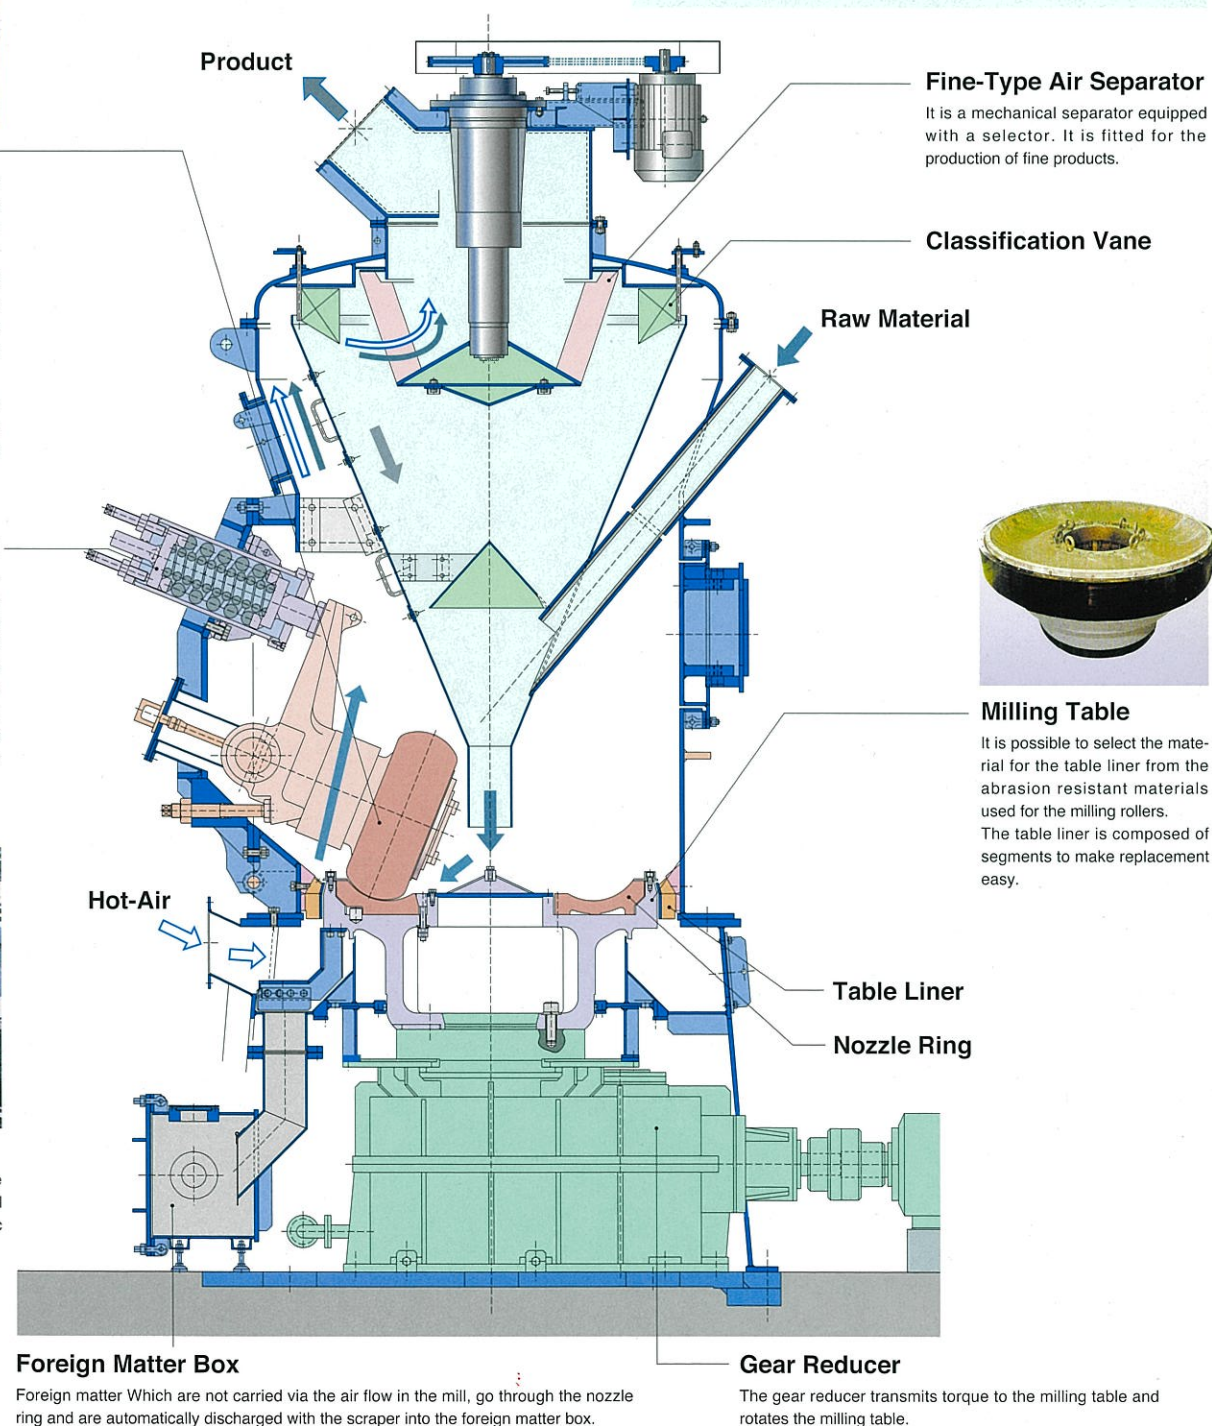 Product
Fine-Type Air Separator
It is a mechanical separator equipped
with a selector. It is fitted for the
production of fine products.
Classification Vane
Raw Material
Milling Table
It is possible to select the mate-
rial for the table liner from the
abrasion resistant materials
used for the milling rollers.
The table liner is composed of
segments to make replacement
easy.
Hot-Air
Table Liner
Nozzle Ring
Foreign Matter Box
Foreign matter Which are not carried via the air flow in the mill, go through the nozzle
ring and are automatically discharged with the scraper into the foreign matter box.
Gear Reducer
The gear reducer transmits torque to the milling table and
rotates the milling table.